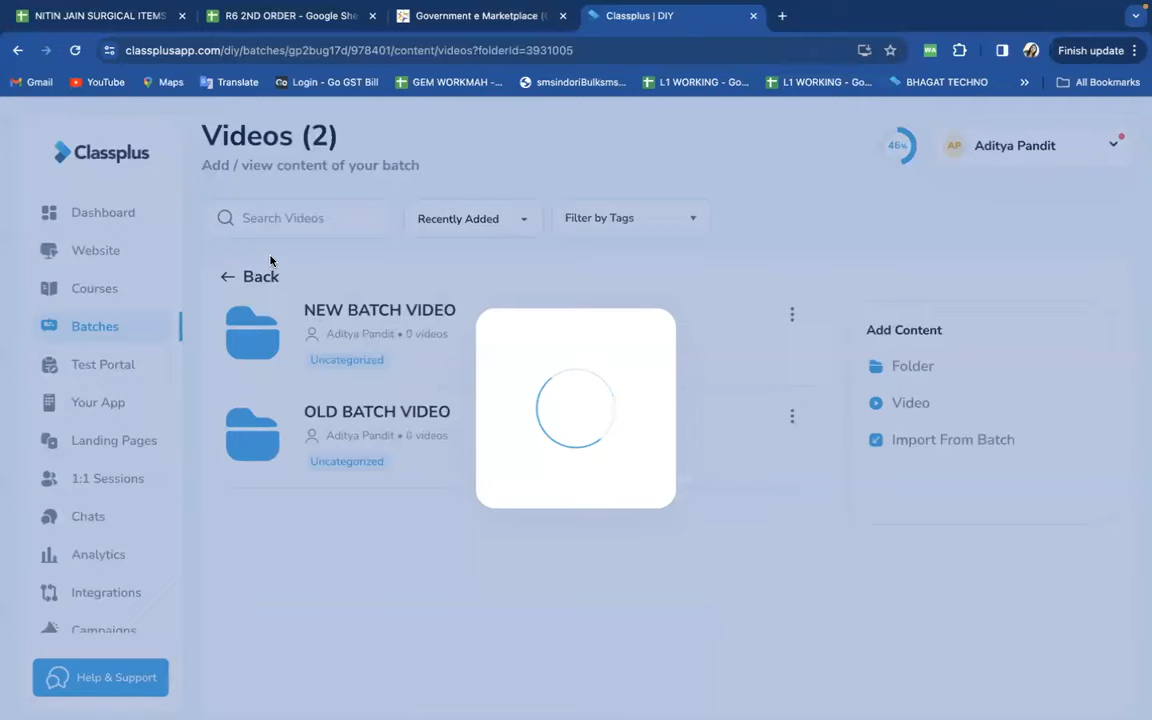 NITIN JAIN SURGICAL ITEMS
R6 2ND ORDER - Google She
Government e Marketplace (
Classplus | DIY
classplusapp.com/diy/batches/gp2bug17d/978401/content/videos?folderid=3931005
Finish update
Gmail
YouTube
Maps
Translate
Login - Go GST Bill
GEM WORKMAH -...
smsindoriBulksms...
L1 WORKING - Go...
L1 WORKING - Go...
BHAGAT TECHNO
All Bookmarks
Classplus
Videos (2)
Add / view content of your batch
46%
AP
Aditya Pandit
Dashboard
Website
Courses
Batches
Test Portal
Your App
Landing Pages
1:1 Sessions
Chats
Analytics
Integrations
Campaigns
Help & Support
Search Videos
Recently Added
Filter by Tags
Back
NEW BATCH VIDEO
Aditya Pandit • 0 videos
Uncategorized
OLD BATCH VIDEO
Aditya Pandit • 6 videos
Uncategorized
Add Content
Folder
Video
Import From Batch